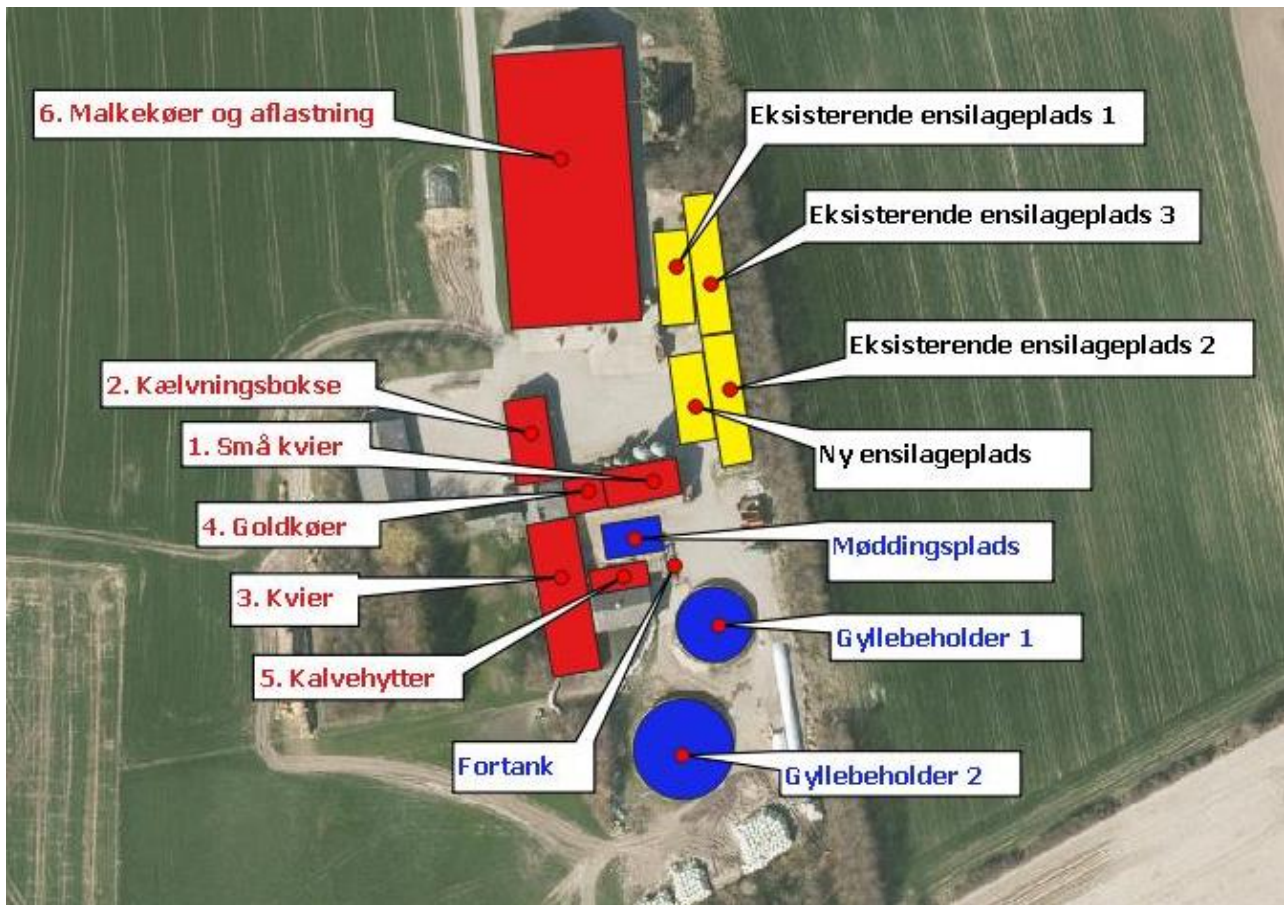 6. Malkekøer og aflastning
Eksisterende ensilageplads 1
Eksisterende ensilageplads 3
Eksisterende ensilageplads 2
2. Kælvningsbokse
1. Små kvier
Ny ensilageplads
4. Goldkøer
Møddingsplads
3. Kvier
Gyllebeholder 1
5. Kalvehytter
Fortank
Gyllebeholder 2